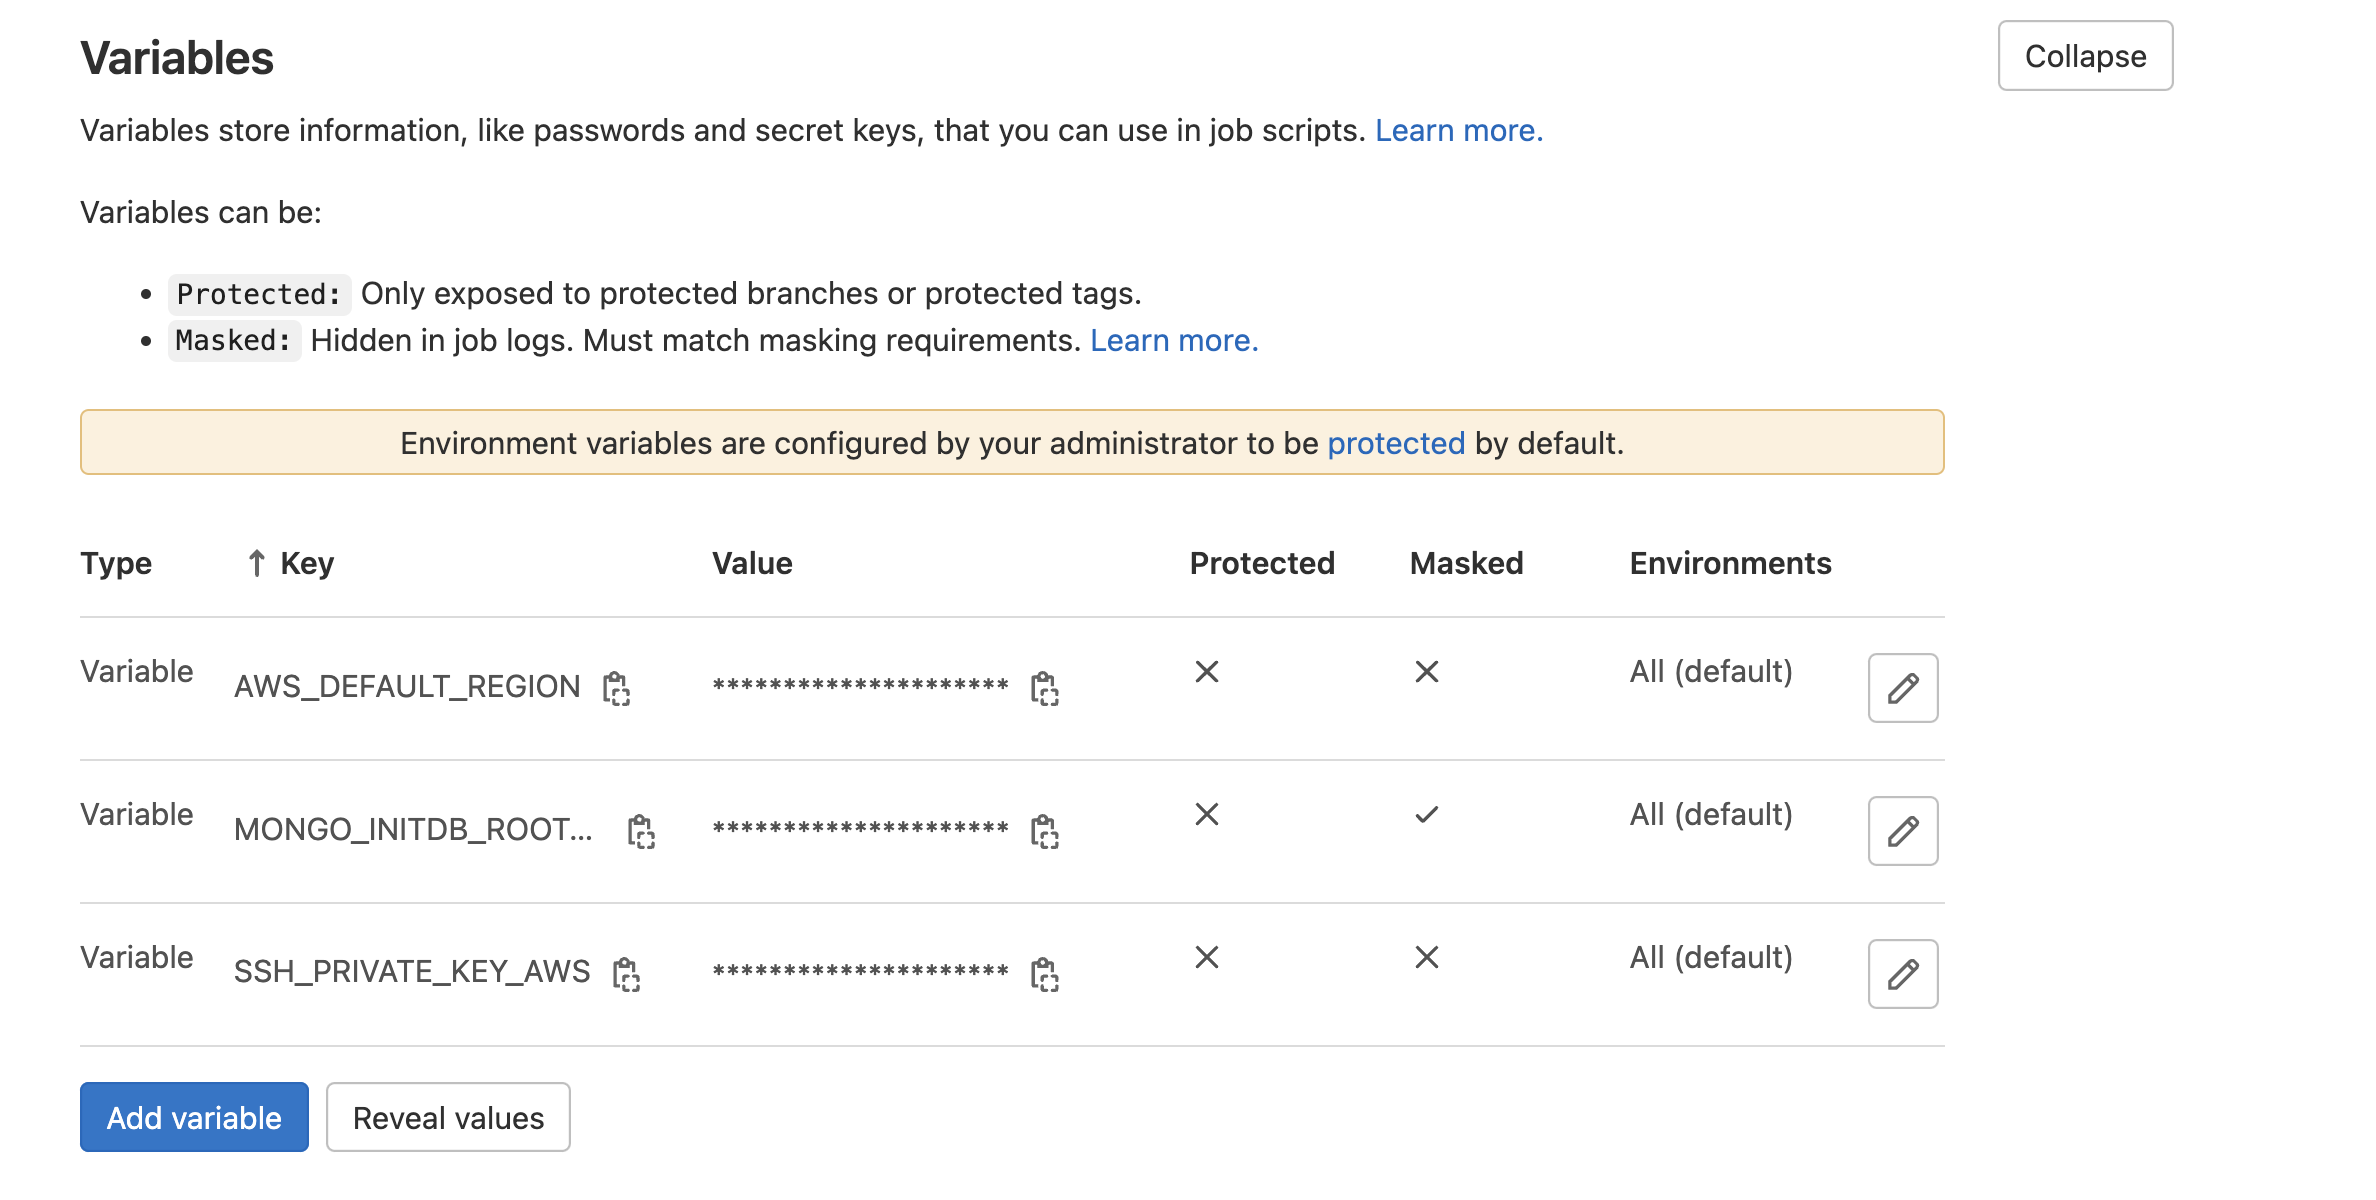 Variables
Collapse
Variables store information, like passwords and secret keys, that you can use in job scripts. Learn more.
Variables can be:
• Protected: Only exposed to protected branches or protected tags.
• Masked: Hidden in job logs. Must match masking requirements. Learn more.
Environment variables are configured by your administrator to be protected by default.
Type ↑ Key Value Protected Masked Environments
Variable AWS_DEFAULT_REGION ********************* All (default)
Variable MONGO_INITDB_ROOT... ********************* All (default)
Variable SSH_PRIVATE_KEY_AWS ********************* All (default)
Add variable Reveal values